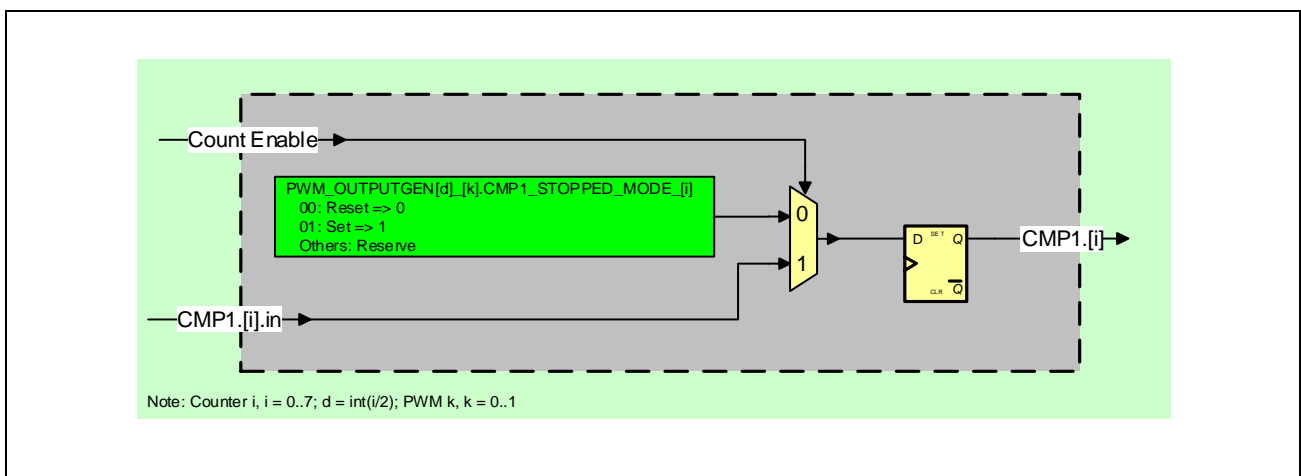 Count Enable
PWM_OUTPUTGEN[d]_[k].CMP1_STOPPED_MODE_[i]
00: Reset => 0
01: Set => 1
Others: Reserve
0
1
D SET Q
CLR Q
CMP1.[i]
CMP1.[i].in
Note: Counter i, i = 0..7; d = int(i/2); PWM k, k = 0..1